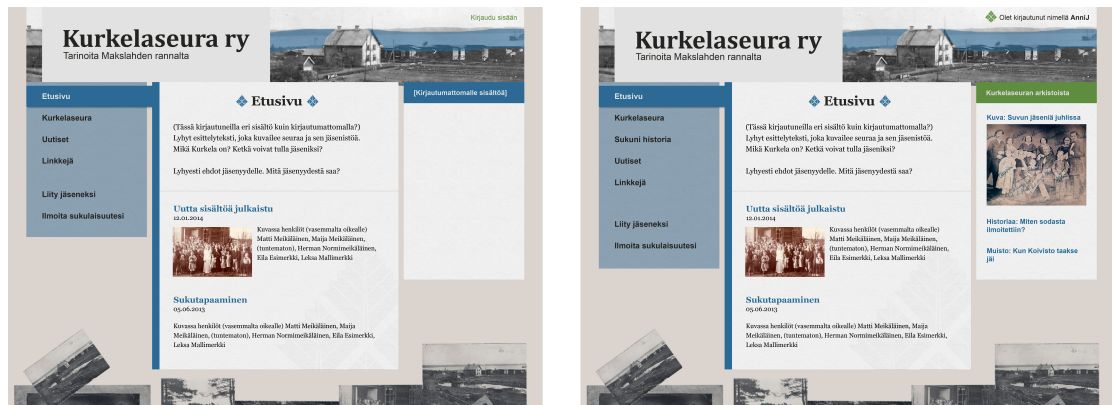 Kirjaudu sisään
Kurkelaseura ry
Tarinoita Makslahden rannalta
Etusivu
Kurkelaseura
Uutiset
Linkkejä
Liity jäseneksi
Ilmoita sukulaisuutesi
Etusivu
(Tässä kirjautuneilla eri sisältö kuin kirjautumattomalla?)
Lyhyt esittelyteksti, joka kuvailee seuraa ja sen jäsenistöä.
Mikä Kurkela on? Ketkä voivat tulla jäseniksi?
Lyhyesti ehdot jäsenyydelle. Mitä jäsenyydestä saa?
Uutta sisältöä julkaistu
12.01.2014
Kuvassa henkilöt (vasemmalta oikealle)
Matti Meikäläinen, Maija Meikäläinen,
(tuntematon), Herman Normimeikäläinen,
Eila Esimerkki, Leksa Mallimerkki
Sukutapaaminen
05.06.2013
Kuvassa henkilöt (vasemmalta oikealle) Matti Meikäläinen, Maija
Meikäläinen, (tuntematon), Herman Normimeikäläinen, Eila Esimerkki,
Leksa Mallimerkki
[Kirjautumattomalle sisältöä]
Olet kirjautunut nimellä AnniJ
Kurkelaseura ry
Tarinoita Makslahden rannalta
Etusivu
Kurkelaseura
Sukuni historia
Uutiset
Linkkejä
Liity jäseneksi
Ilmoita sukulaisuutesi
Etusivu
(Tässä kirjautuneilla eri sisältö kuin kirjautumattomalla?)
Lyhyt esittelyteksti, joka kuvailee seuraa ja sen jäsenistöä.
Mikä Kurkela on? Ketkä voivat tulla jäseniksi?
Lyhyesti ehdot jäsenyydelle. Mitä jäsenyydestä saa?
Uutta sisältöä julkaistu
12.01.2014
Kuvassa henkilöt (vasemmalta oikealle)
Matti Meikäläinen, Maija Meikäläinen,
(tuntematon), Herman Normimeikäläinen,
Eila Esimerkki, Leksa Mallimerkki
Sukutapaaminen
05.06.2013
Kuvassa henkilöt (vasemmalta oikealle) Matti Meikäläinen, Maija
Meikäläinen, (tuntematon), Herman Normimeikäläinen, Eila Esimerkki,
Leksa Mallimerkki
Kurkelaseuran arkistoista
Kuva: Suvun jäseniä juhlissa
Historiaa: Miten sodasta
ilmoitettiin?
Muisto: Kun Koivisto taakse
jäi